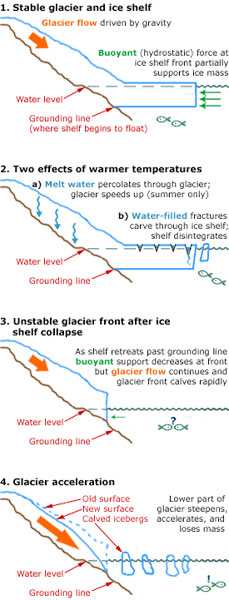 1. Stable glacier and ice shelf
Glacier flow driven by gravity
Buoyant (hydrostatic) force at
ice shelf front partially
supports ice mass
Water level
Grounding line
(where shelf begins to float)
2. Two effects of warmer temperatures
a) Melt water percolates through glacier;
glacier speeds up (summer only)
b) Water-filled fractures
carve through ice shelf;
shelf disintegrates
Water level
Grounding line
3. Unstable glacier front after ice
shelf collapse
As shelf retreats past grounding line
buoyant support decreases at front
but glacier flow continues and
glacier front calves rapidly
Water level
?
Grounding line
4. Glacier acceleration
Old surface
New surface
Calved icebergs
Lower part of
glacier steepens,
accelerates, and
loses mass
Water level
Grounding line
!